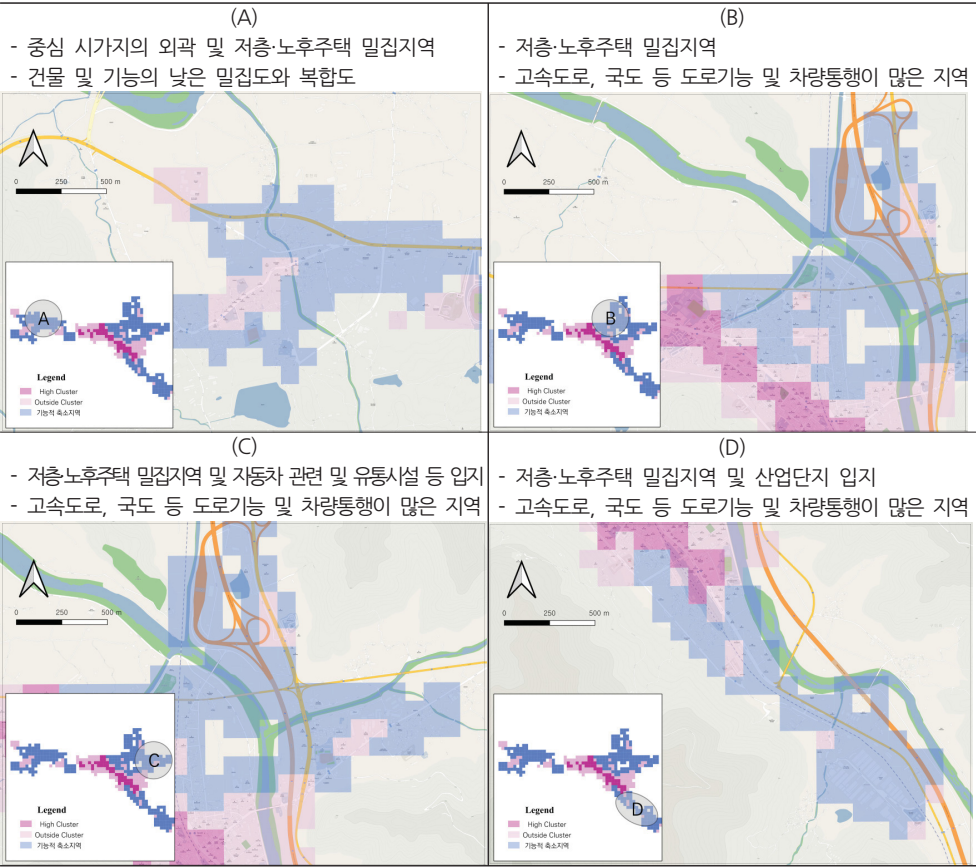 (A)
- 중심 시가지의 외곽 및 저층·노후주택 밀집지역
- 건물 및 기능의 낮은 밀집도와 복합도
0 250 500 m
A
Legend
High Cluster
Outside Cluster
기능적 축소지역
(B)
- 저층·노후주택 밀집지역
- 고속도로, 국도 등 도로기능 및 차량통행이 많은 지역
0 250 500 m
B
Legend
High Cluster
Outside Cluster
기능적 축소지역
(C)
- 저층·노후주택 밀집지역 및 자동차 관련 및 유통시설 등 입지
- 고속도로, 국도 등 도로기능 및 차량통행이 많은 지역
0 250 500 m
C
Legend
High Cluster
Outside Cluster
기능적 축소지역
(D)
- 저층·노후주택 밀집지역 및 산업단지 입지
- 고속도로, 국도 등 도로기능 및 차량통행이 많은 지역
0 250 500 m
D
Legend
High Cluster
Outside Cluster
기능적 축소지역